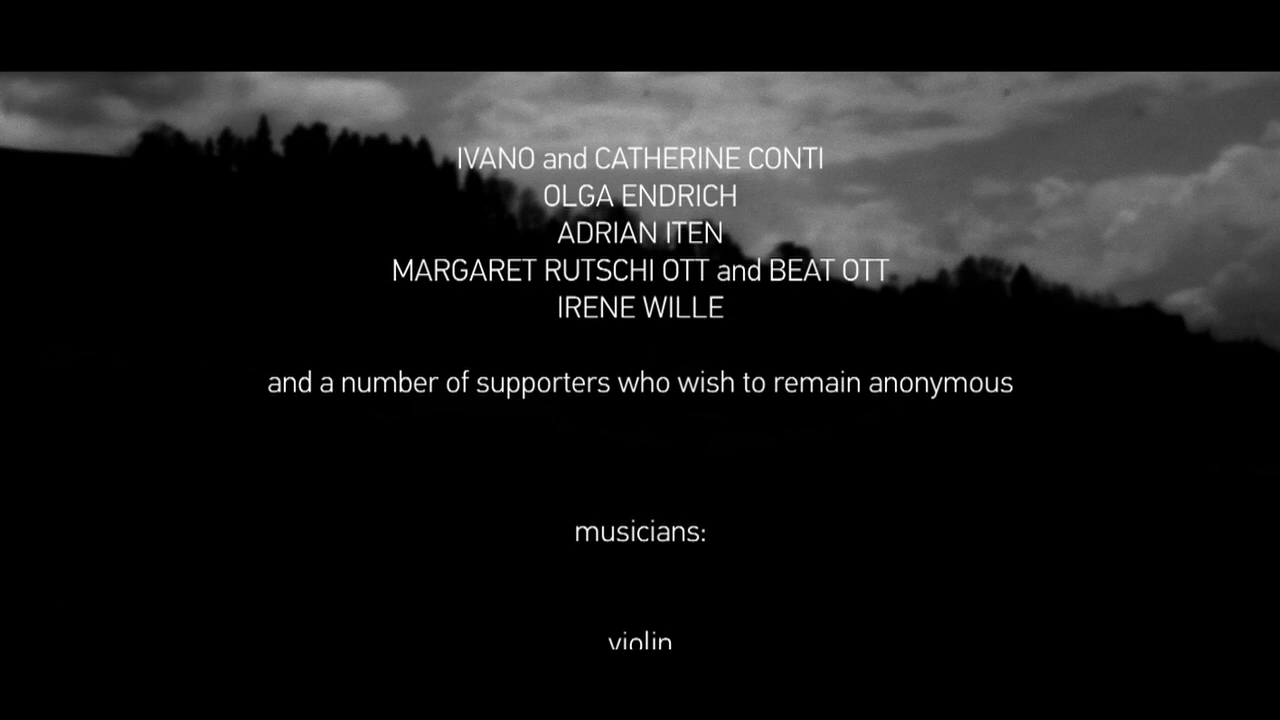 IVANO and CATHERINE CONTI
OLGA ENDRICH
ADRIAN ITEN
MARGARET RUTSCHI OTT and BEAT OTT
IRENE WILLE
and a number of supporters who wish to remain anonymous
musicians:
violin